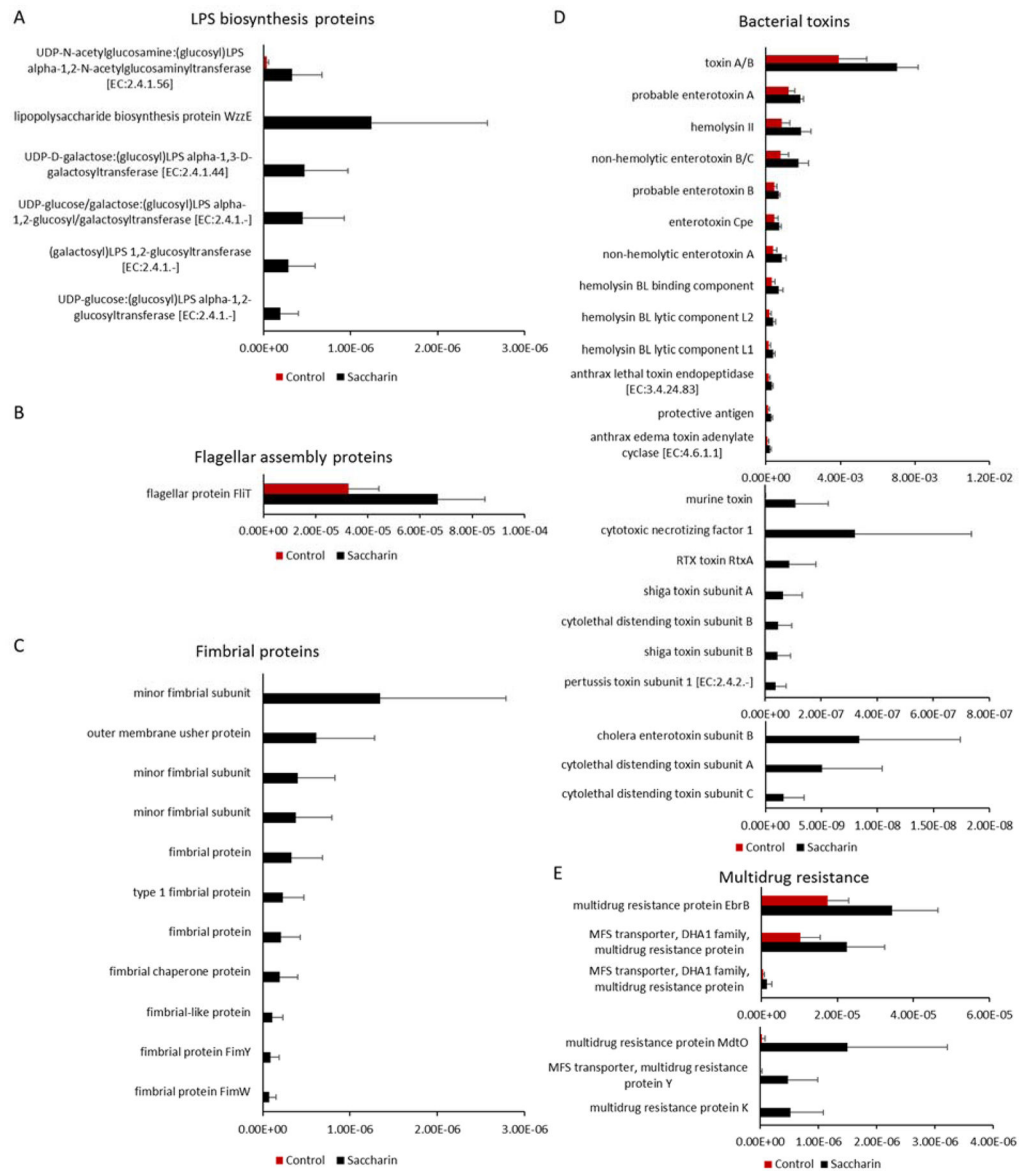 A
LPS biosynthesis proteins
UDP-N-acetylglucosamine:(glucosyl)LPS
alpha-1,2-N-acetylglucosaminyltransferase
[EC:2.4.1.56]
lipopolysaccharide biosynthesis protein WzzE
UDP-D-galactose:(glucosyl)LPS alpha-1,3-D-
galactosyltransferase [EC:2.4.1.44]
UDP-glucose/galactose:(glucosyl)LPS alpha-
1,2-glucosyl/galactosyltransferase [EC:2.4.1.-]
(galactosyl)LPS 1,2-glucosyltransferase
[EC:2.4.1.-]
UDP-glucose:(glucosyl)LPS alpha-1,2-
glucosyltransferase [EC:2.4.1.-]
0.00E+00 1.00E-06 2.00E-06 3.00E-06
Control Saccharin
B
Flagellar assembly proteins
flagellar protein FliT
0.00E+00 2.00E-05 4.00E-05 6.00E-05 8.00E-05 1.00E-04
Control Saccharin
C
Fimbrial proteins
minor fimbrial subunit
outer membrane usher protein
minor fimbrial subunit
minor fimbrial subunit
fimbrial protein
type 1 fimbrial protein
fimbrial protein
fimbrial chaperone protein
fimbrial-like protein
fimbrial protein FimY
fimbrial protein FimW
0.00E+00 1.00E-06 2.00E-06 3.00E-06
Control Saccharin
D
Bacterial toxins
toxin A/B
probable enterotoxin A
hemolysin II
non-hemolytic enterotoxin B/C
probable enterotoxin B
enterotoxin Cpe
non-hemolytic enterotoxin A
hemolysin BL binding component
hemolysin BL lytic component L2
hemolysin BL lytic component L1
anthrax lethal toxin endopeptidase
[EC:3.4.24.83]
protective antigen
anthrax edema toxin adenylate
cyclase [EC:4.6.1.1]
0.00E+00 4.00E-03 8.00E-03 1.20E-02
murine toxin
cytotoxic necrotizing factor 1
RTX toxin RtxA
shiga toxin subunit A
cytolethal distending toxin subunit B
shiga toxin subunit B
pertussis toxin subunit 1 [EC:2.4.2.-]
0.00E+00 2.00E-07 4.00E-07 6.00E-07 8.00E-07
cholera enterotoxin subunit B
cytolethal distending toxin subunit A
cytolethal distending toxin subunit C
0.00E+00 5.00E-09 1.00E-08 1.50E-08 2.00E-08
Control Saccharin
E
Multidrug resistance
multidrug resistance protein EbrB
MFS transporter, DHA1 family,
multidrug resistance protein
MFS transporter, DHA1 family,
multidrug resistance protein
0.00E+00 2.00E-05 4.00E-05 6.00E-05
multidrug resistance protein MdtO
MFS transporter, multidrug resistance
protein Y
multidrug resistance protein K
0.00E+00 1.00E-06 2.00E-06 3.00E-06 4.00E-06
Control Saccharin